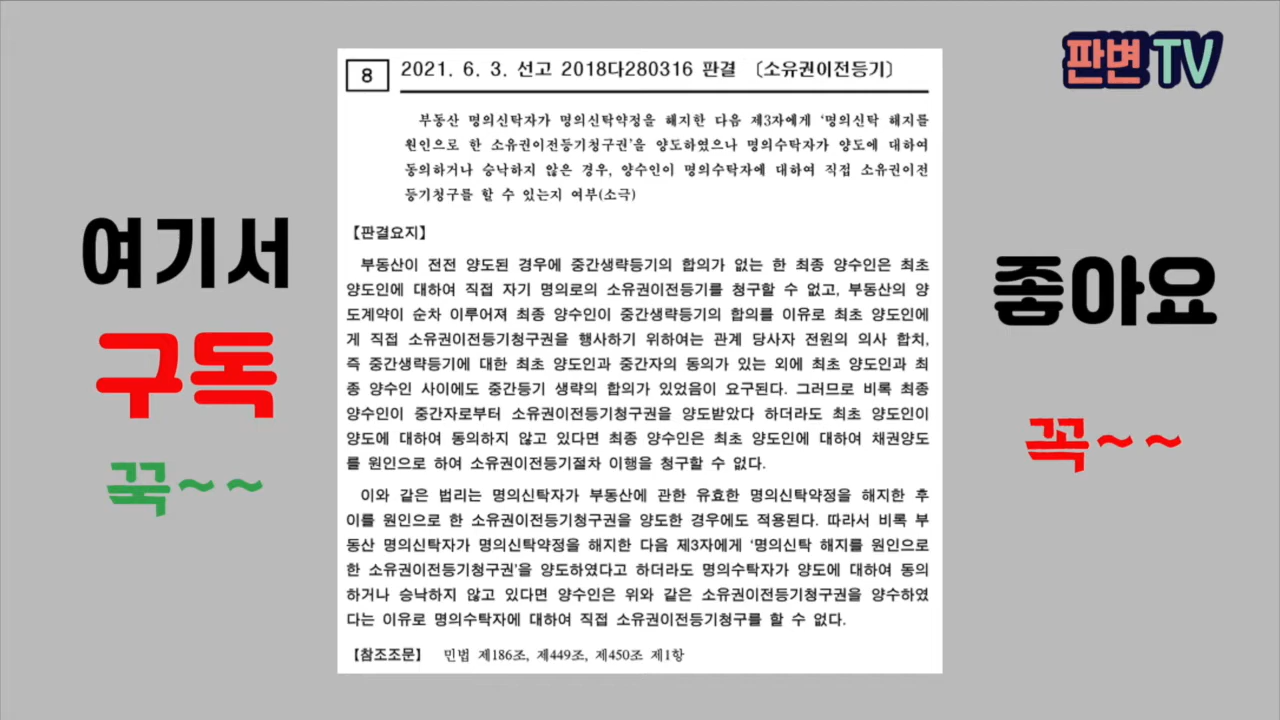 판변 TV
8
2021. 6. 3. 선고 2018다280316 판결 〔소유권이전등기〕
부동산 명의신탁자가 명의신탁약정을 해지한 다음 제3자에게 ‘명의신탁 해지를
원인으로 한 소유권이전등기청구권’을 양도하였으나 명의수탁자가 양도에 대하여
동의하거나 승낙하지 않은 경우, 양수인이 명의수탁자에 대하여 직접 소유권이전
등기청구를 할 수 있는지 여부(소극)
【판결요지】
부동산이 전전 양도된 경우에 중간생략등기의 합의가 없는 한 최종 양수인은 최초
양도인에 대하여 직접 자기 명의로의 소유권이전등기를 청구할 수 없고, 부동산의 양
도계약이 순차 이루어져 최종 양수인이 중간생략등기의 합의를 이유로 최초 양도인에
게 직접 소유권이전등기청구권을 행사하기 위하여는 관계 당사자 전원의 의사 합치,
즉 중간생략등기에 대한 최초 양도인과 중간자의 동의가 있는 외에 최초 양도인과 최
종 양수인 사이에도 중간등기 생략의 합의가 있었음이 요구된다. 그러므로 비록 최종
양수인이 중간자로부터 소유권이전등기청구권을 양도받았다 하더라도 최초 양도인이
양도에 대하여 동의하지 않고 있다면 최종 양수인은 최초 양도인에 대하여 채권양도
를 원인으로 하여 소유권이전등기절차 이행을 청구할 수 없다.
이와 같은 법리는 명의신탁자가 부동산에 관한 유효한 명의신탁약정을 해지한 후
이를 원인으로 한 소유권이전등기청구권을 양도한 경우에도 적용된다. 따라서 비록 부
동산 명의신탁자가 명의신탁약정을 해지한 다음 제3자에게 ‘명의신탁 해지를 원인으로
한 소유권이전등기청구권’을 양도하였다고 하더라도 명의수탁자가 양도에 대하여 동의
하거나 승낙하지 않고 있다면 양수인은 위와 같은 소유권이전등기청구권을 양수하였
다는 이유로 명의수탁자에 대하여 직접 소유권이전등기청구를 할 수 없다.
【참조조문】 민법 제186조, 제449조, 제450조 제1항
여기서
구독
꾹~~
좋아요
꼭~~